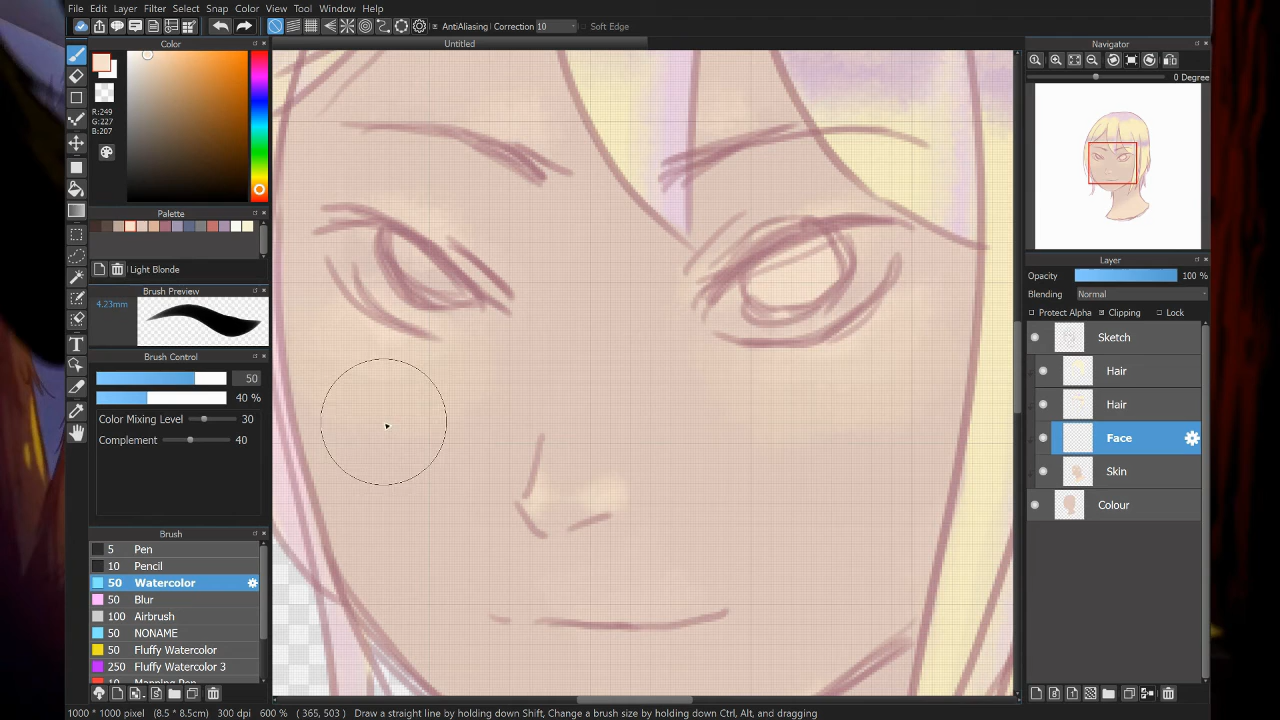 File Edit Layer Filter Select Snap Color View Tool Window Help
AntiAliasing Correction 10 Soft Edge
Color
Untitled
Navigator
0 Degree
R:249
G:227
B:207
Palette
Light Blonde
Brush Preview
4.23mm
Brush Control
50
40 %
Color Mixing Level 30
Complement 40
Brush
5 Pen
10 Pencil
50 Watercolor
50 Blur
100 Airbrush
50 NONAME
50 Fluffy Watercolor
250 Fluffy Watercolor 3
Layer
Opacity 100 %
Blending Normal
Protect Alpha Clipping Lock
Sketch
Hair
Hair
Face
Skin
Colour
1000 * 1000 pixel (8.5 * 8.5cm) 300 dpi 600 % ( 365, 503 ) Draw a straight line by holding down Shift, Change a brush size by holding down Ctrl, Alt, and dragging